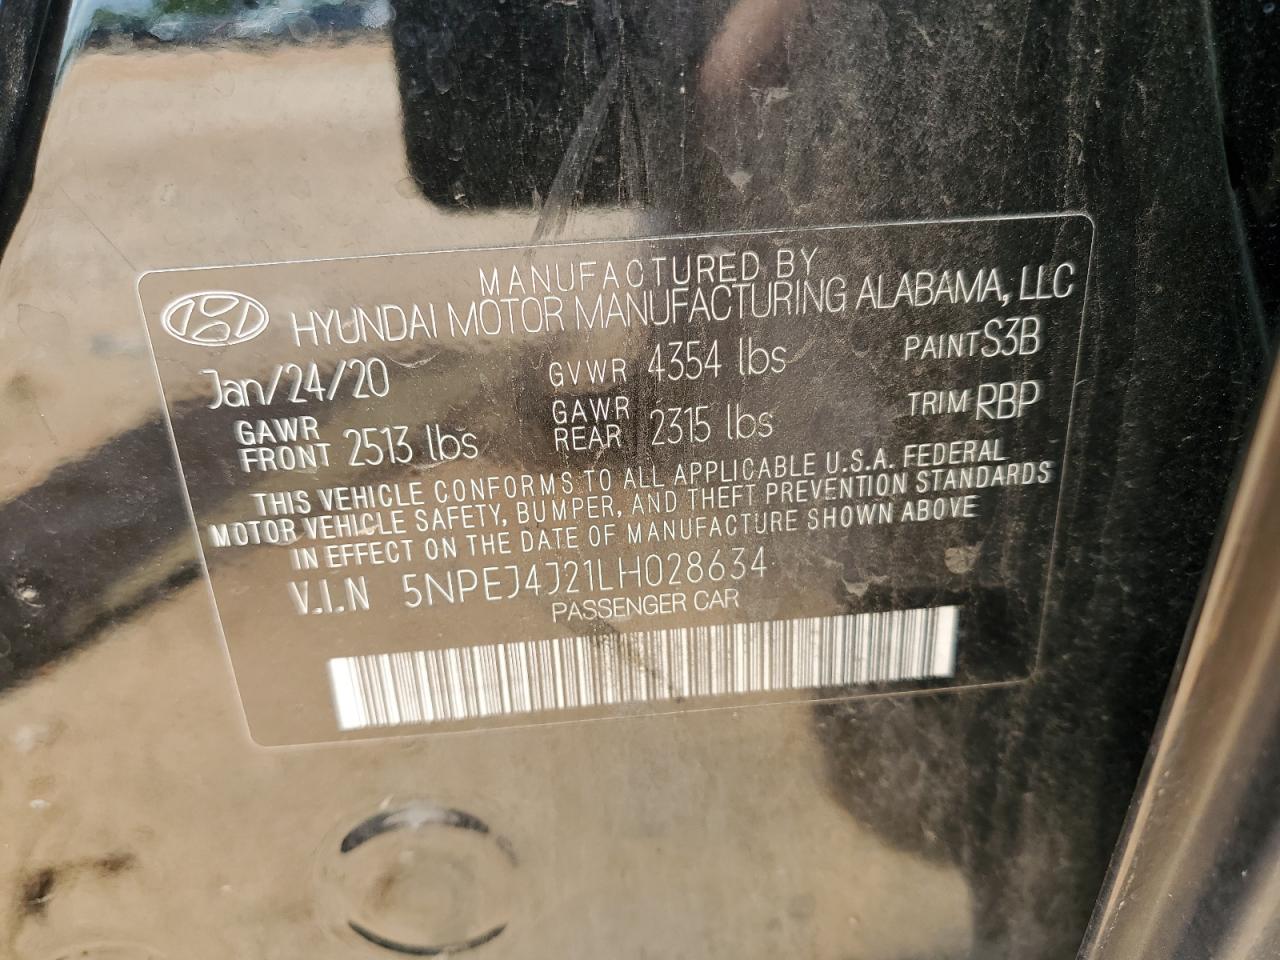 MANUFACTURED BY
HYUNDAI MOTOR MANUFACTURING ALABAMA, LLC
Jan/24/20 GVWR 4354 lbs PAINT S3B
GAWR FRONT 2513 lbs GAWR REAR 2315 lbs TRIM RBP
THIS VEHICLE CONFORMS TO ALL APPLICABLE U.S.A. FEDERAL
MOTOR VEHICLE SAFETY, BUMPER, AND THEFT PREVENTION STANDARDS
IN EFFECT ON THE DATE OF MANUFACTURE SHOWN ABOVE
V.I.N 5NPEJ4J21LH028634
PASSENGER CAR